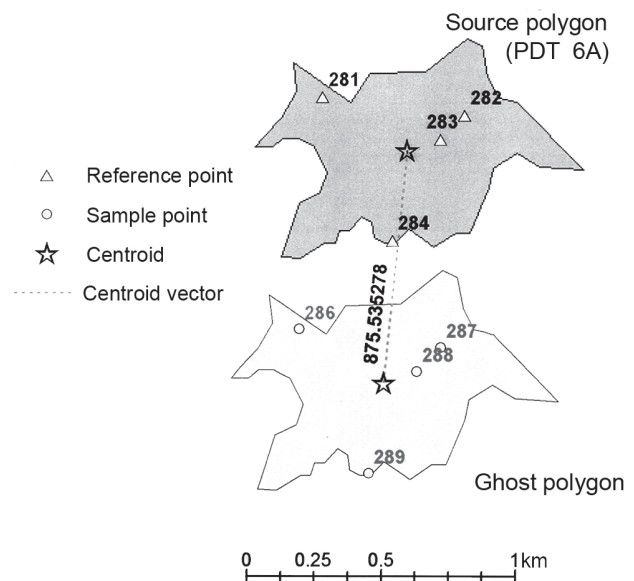 Source polygon
(PDT 6A)
281
282
283
284
Reference point
Sample point
Centroid
Centroid vector
875.535278
286
287
288
289
Ghost polygon
0 0.25 0.5 1km